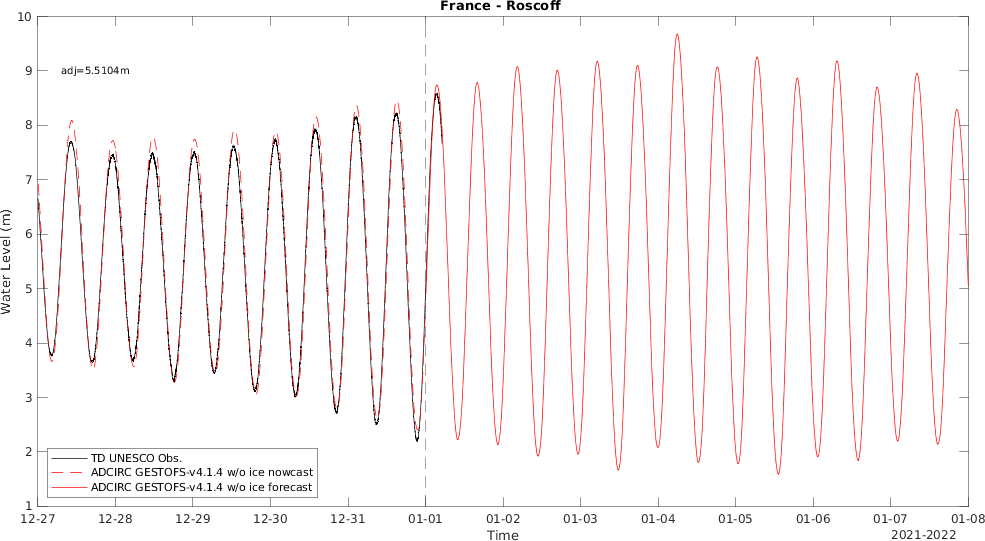 France - Roscoff
10
9
8
7
6
5
4
3
2
1
Water Level (m)
adj=5.5104m
TD UNESCO Obs.
ADCIRC GESTOFS-v4.1.4 w/o ice nowcast
ADCIRC GESTOFS-v4.1.4 w/o ice forecast
12-27 12-28 12-29 12-30 12-31 01-01 01-02 01-03 01-04 01-05 01-06 01-07 01-08
Time
2021-2022